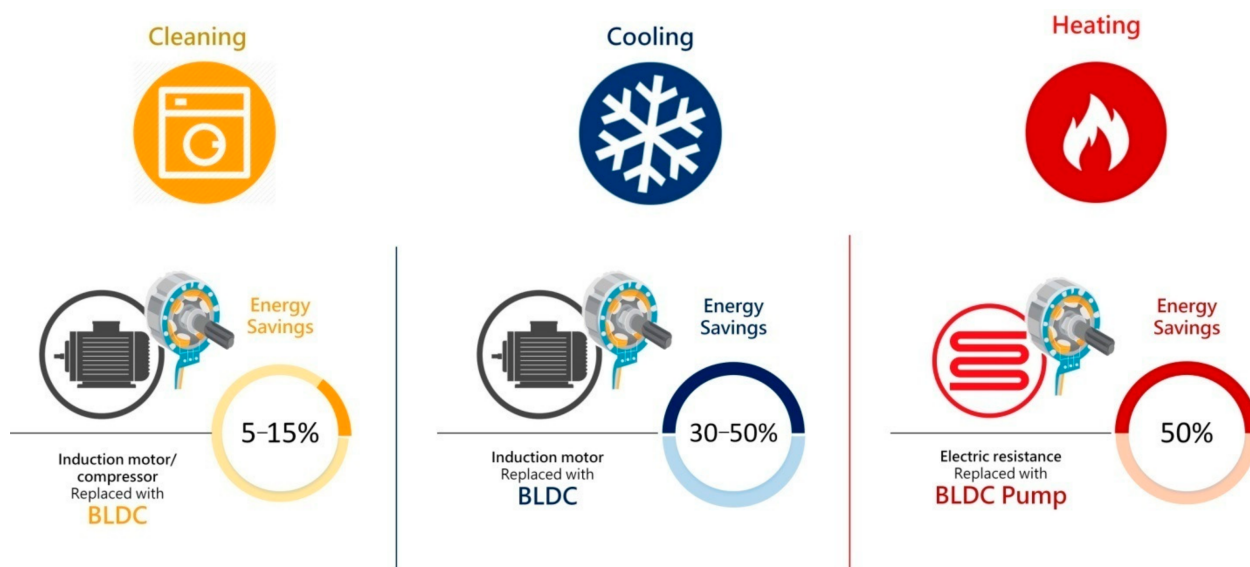 Cleaning
Cooling
Heating
Energy
Savings
5–15%
Induction motor/
compressor
Replaced with
BLDC
Energy
Savings
30–50%
Induction motor
Replaced with
BLDC
Energy
Savings
50%
Electric resistance
Replaced with
BLDC Pump